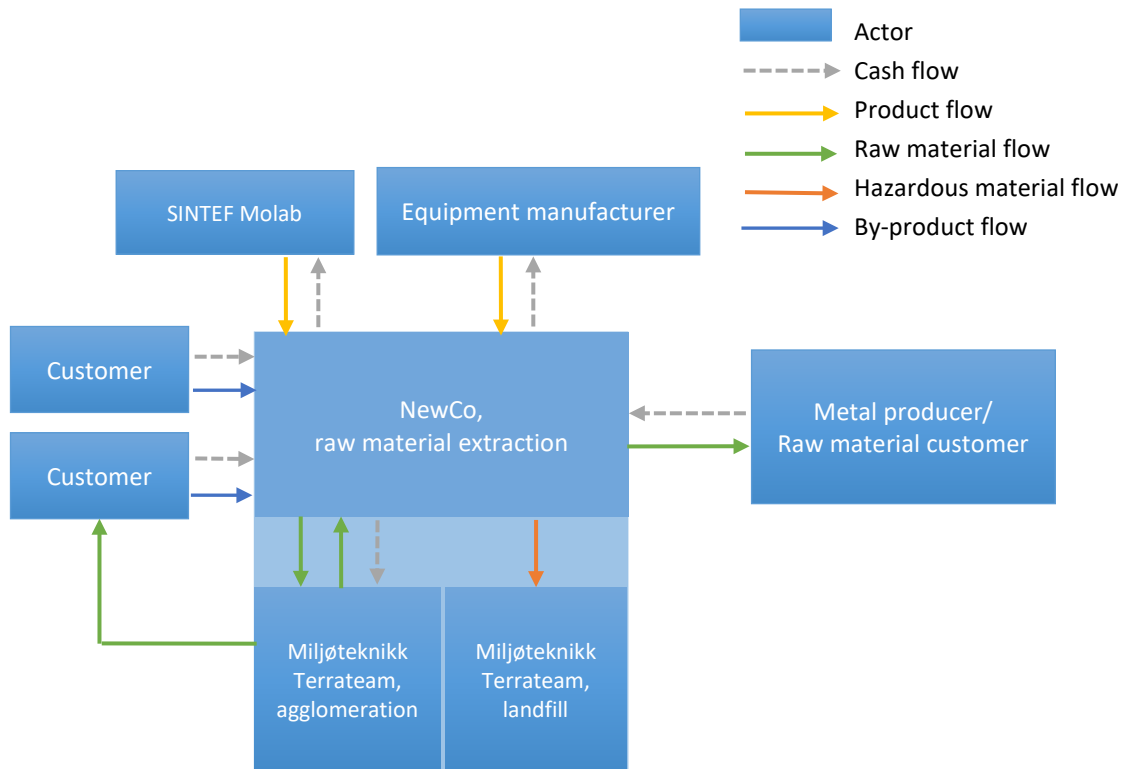 Actor
Cash flow
Product flow
Raw material flow
Hazardous material flow
By-product flow
SINTEF Molab
Equipment manufacturer
Customer
Customer
NewCo,
raw material extraction
Metal producer/
Raw material customer
Miljøteknikk
Terrateam,
agglomeration
Miljøteknikk
Terrateam,
landfill